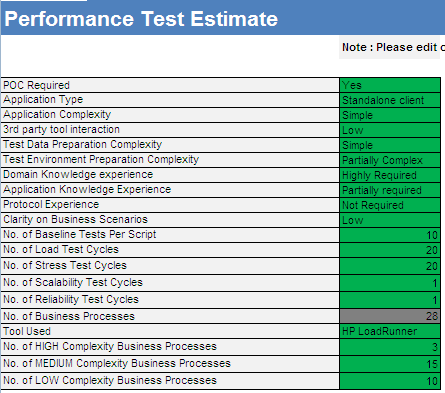 Performance Test Estimate
Note : Please edit
POC Required Yes
Application Type Standalone client
Application Complexity Simple
3rd party tool interaction Low
Test Data Preparation Complexity Simple
Test Environment Preparation Complexity Partially Complex
Domain Knowledge experience Highly Required
Application Knowledge Experience Partially required
Protocol Experience Not Required
Clarity on Business Scenarios Low
No. of Baseline Tests Per Script 10
No. of Load Test Cycles 20
No. of Stress Test Cycles 20
No. of Scalability Test Cycles 1
No. of Reliability Test Cycles 1
No. of Business Processes 28
Tool Used HP LoadRunner
No. of HIGH Complexity Business Processes 3
No. of MEDIUM Complexity Business Processes 15
No. of LOW Complexity Business Processes 10